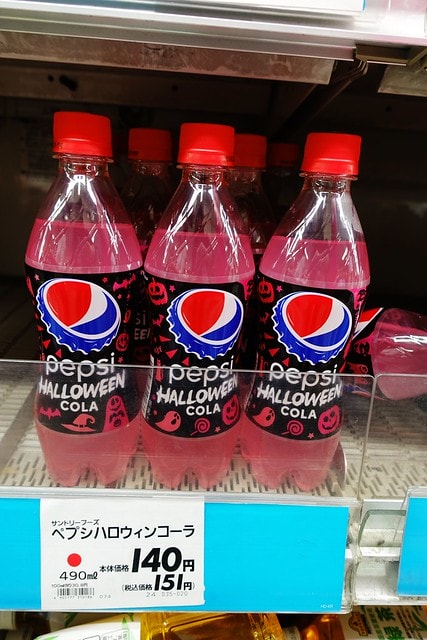 pepsi
HALLOWEEN
COLA
pepsi
HALLOWEEN
COLA
pepsi
HALLOWEEN
COLA
サントリーフーズ
ペプシハロウィンコーラ
490mℓ
本体価格 140円
(税込価格 151円)